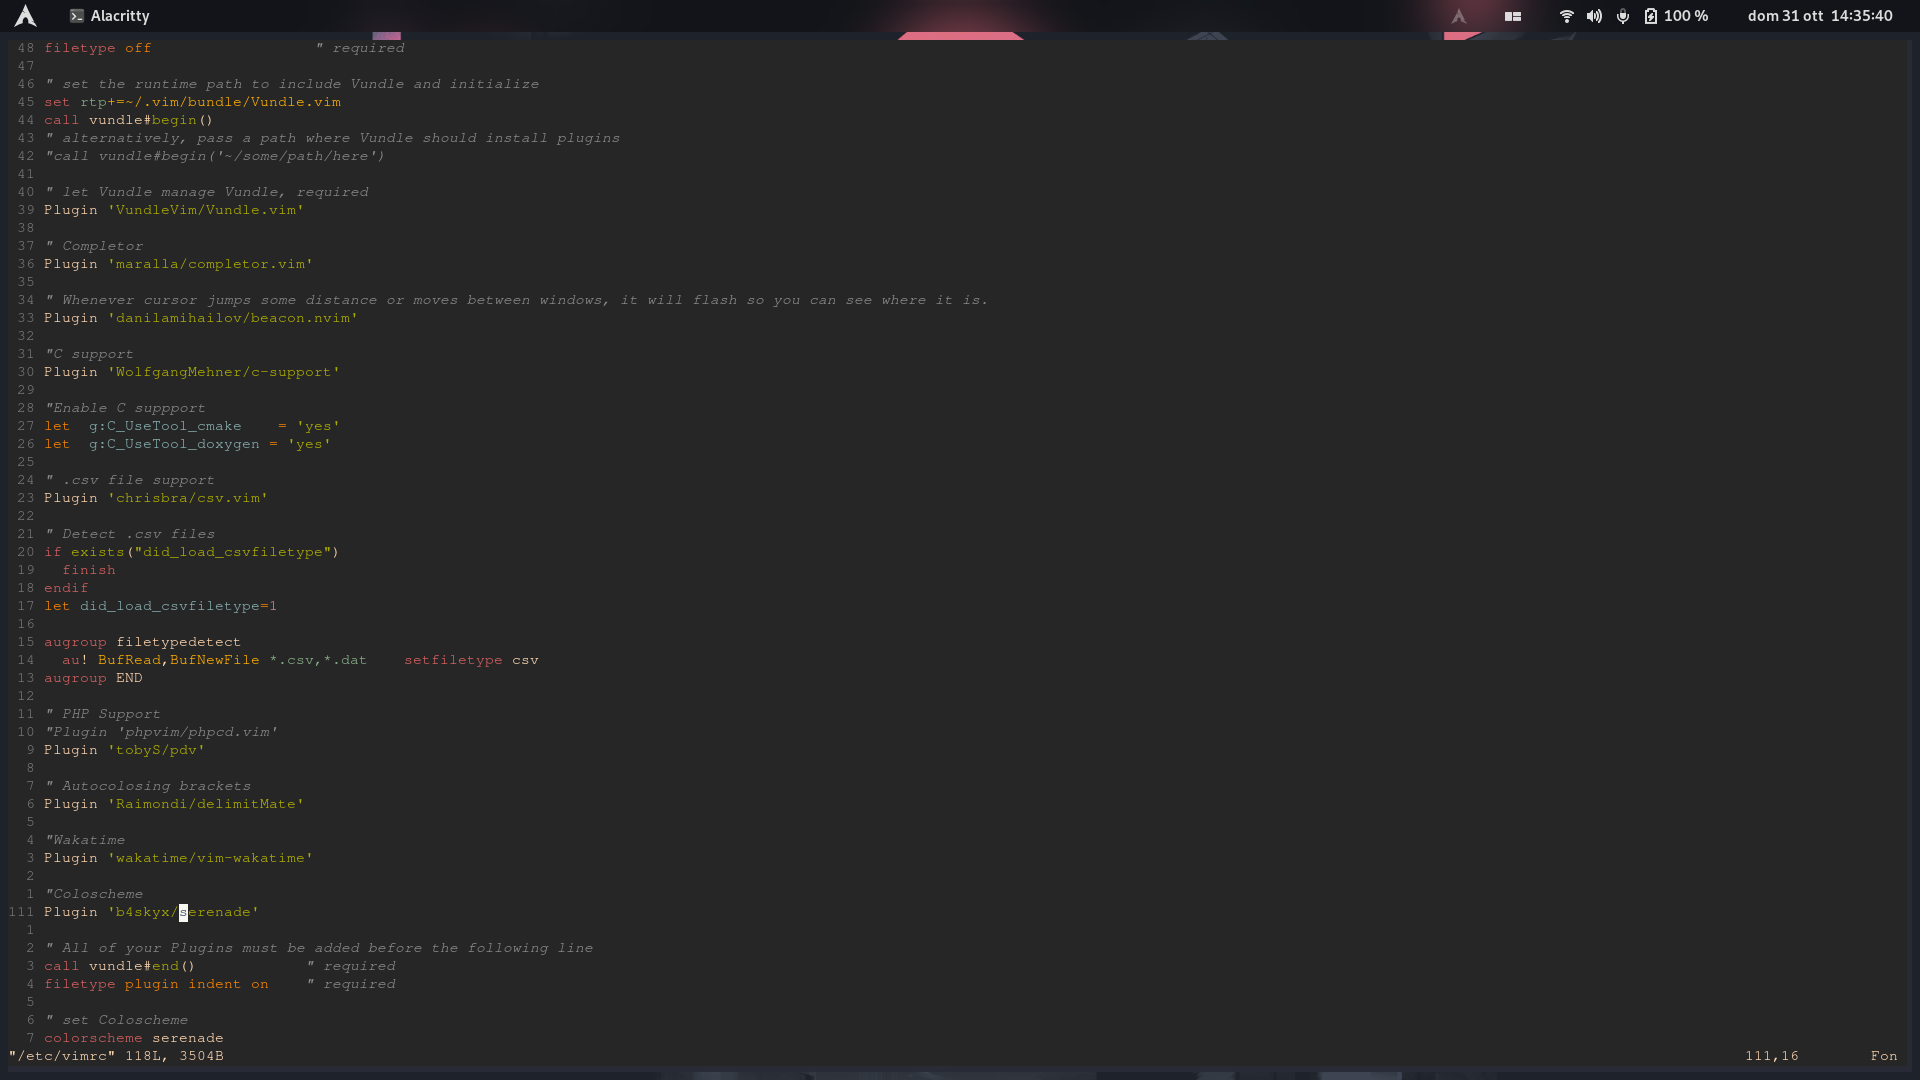 Alacritty
100 %
dom 31 ott 14:35:40
48 filetype off " required
47
46 " set the runtime path to include Vundle and initialize
45 set rtp+=~/.vim/bundle/Vundle.vim
44 call vundle#begin()
43 " alternatively, pass a path where Vundle should install plugins
42 "call vundle#begin('~/some/path/here')
41
40 " let Vundle manage Vundle, required
39 Plugin 'VundleVim/Vundle.vim'
38
37 " Completor
36 Plugin 'maralla/completor.vim'
35
34 " Whenever cursor jumps some distance or moves between windows, it will flash so you can see where it is.
33 Plugin 'danilamihailov/beacon.nvim'
32
31 "C support
30 Plugin 'WolfgangMehner/c-support'
29
28 "Enable C suppport
27 let  g:C_UseTool_cmake    = 'yes'
26 let  g:C_UseTool_doxygen = 'yes'
25
24 " .csv file support
23 Plugin 'chrisbra/csv.vim'
22
21 " Detect .csv files
20 if exists("did_load_csvfiletype")
19   finish
18 endif
17 let did_load_csvfiletype=1
16
15 augroup filetypedetect
14   au! BufRead,BufNewFile *.csv,*.dat    setfiletype csv
13 augroup END
12
11 " PHP Support
10 "Plugin 'phpvim/phpcd.vim'
9 Plugin 'tobyS/pdv'
8
7 " Autocolosing brackets
6 Plugin 'Raimondi/delimitMate'
5
4 "Wakatime
3 Plugin 'wakatime/vim-wakatime'
2
1 "Coloscheme
111 Plugin 'b4skyx/serenade'
1
2 " All of your Plugins must be added before the following line
3 call vundle#end() " required
4 filetype plugin indent on " required
5
6 " set Coloscheme
7 colorscheme serenade
"/etc/vimrc" 118L, 3504B 111,16 Fon